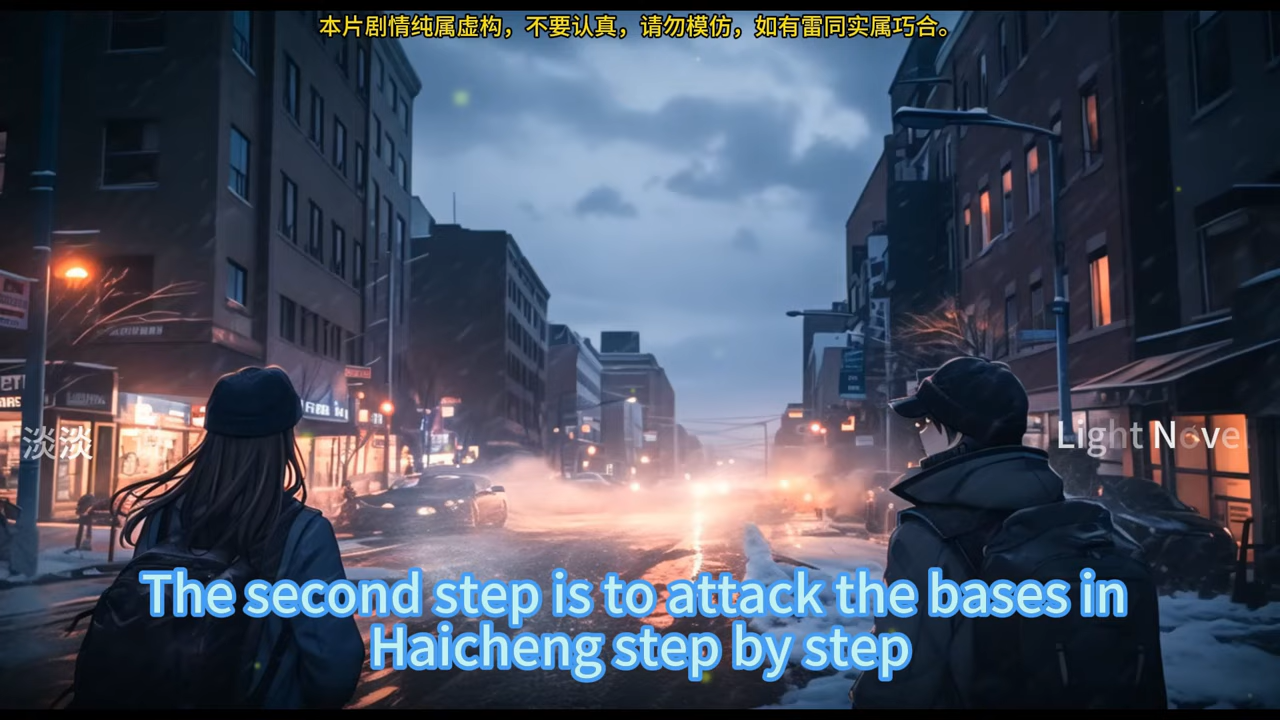 本片剧情纯属虚构，不要认真，请勿模仿，如有雷同实属巧合。
淡淡
Light Novel
The second step is to attack the bases in
Haicheng step by step